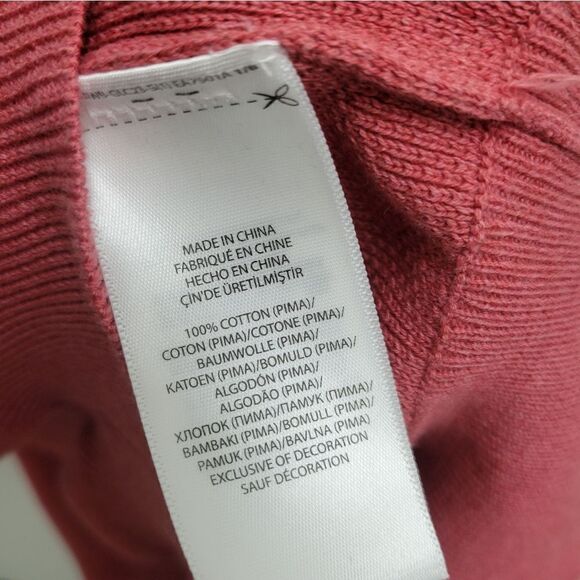 MADE IN CHINA
FABRIQUÉ EN CHINE
HECHO EN CHINA
ÇİN'DE ÜRETİLMİŞTİR
100% COTTON (PIMA)/
COTON (PIMA)/COTONE (PIMA)/
BAUMWOLLE (PIMA)/
KATOEN (PIMA)/BOMULD (PIMA)/
ALGODÓN (PIMA)/
ALGODÃO (PIMA)/
ХЛОПОК (ПИМА)/ПАМУК (ПИМА)/
BAMBAKI (PIMA)/BOMULL (PIMA)/
PAMUK (PIMA)/BAVLNA (PIMA)
EXCLUSIVE OF DECORATION
SAUF DÉCORATION